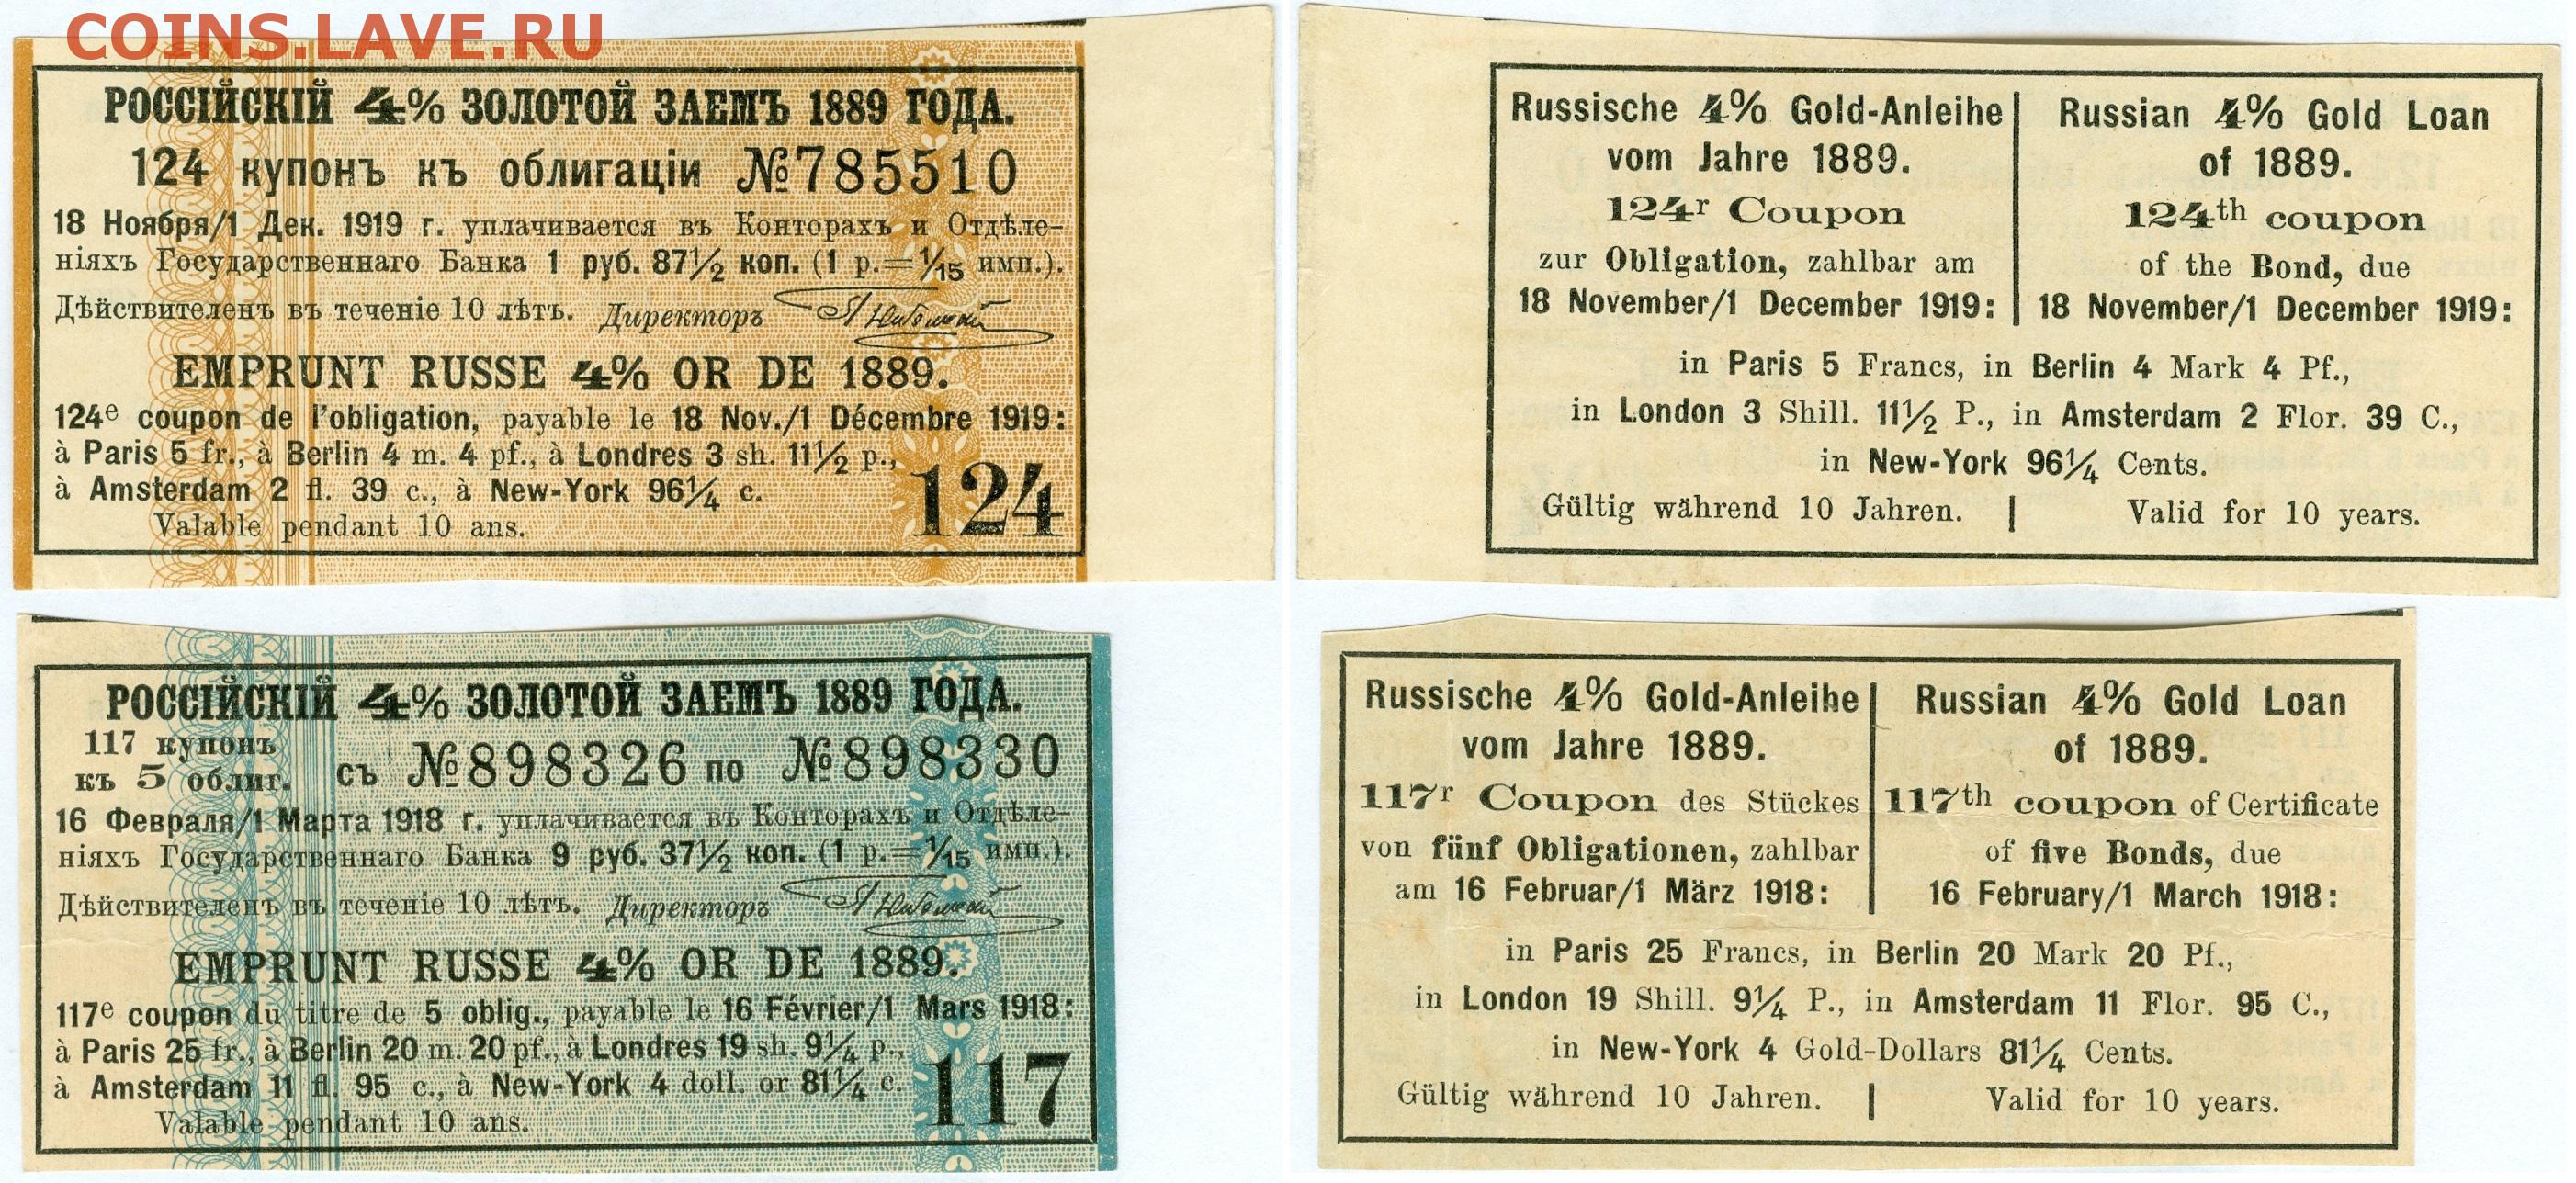 COINS.LAVE.RU
РОССІЙСКІЙ 4% ЗОЛОТОЙ ЗАЕМЪ 1889 ГОДА.
124 купонъ къ облигаціи №785510
18 Ноября/1 Дек. 1919 г. уплачивается въ Конторахъ и Отдѣле-
ніяхъ Государственнаго Банка 1 руб. 87½ коп. (1 р.=1/15 имп.).
Дѣйствителенъ въ теченіе 10 лѣтъ. Директоръ
EMPRUNT RUSSE 4% OR DE 1889.
124e coupon de l'obligation, payable le 18 Nov./1 Décembre 1919:
à Paris 5 fr., à Berlin 4 m. 4 pf., à Londres 3 sh. 11½ p.,
à Amsterdam 2 fl. 39 c., à New-York 96¼ c.
Valable pendant 10 ans.
124
Russische 4% Gold-Anleihe
vom Jahre 1889.
124r Coupon
zur Obligation, zahlbar am
18 November/1 December 1919:
Russian 4% Gold Loan
of 1889.
124th coupon
of the Bond, due
18 November/1 December 1919:
in Paris 5 Francs, in Berlin 4 Mark 4 Pf.,
in London 3 Shill. 11½ P., in Amsterdam 2 Flor. 39 C.,
in New-York 96¼ Cents.
Gültig während 10 Jahren. | Valid for 10 years.
РОССІЙСКІЙ 4% ЗОЛОТОЙ ЗАЕМЪ 1889 ГОДА.
117 купонъ
къ 5 облиг. съ №898326 по №898330
16 Февраля/1 Марта 1918 г. уплачивается въ Конторахъ и Отдѣле-
ніяхъ Государственнаго Банка 9 руб. 37½ коп. (1 р.=1/15 имп.).
Дѣйствителенъ въ теченіе 10 лѣтъ. Директоръ
EMPRUNT RUSSE 4% OR DE 1889.
117e coupon du titre de 5 oblig., payable le 16 Février/1 Mars 1918:
à Paris 25 fr., à Berlin 20 m. 20 pf., à Londres 19 sh. 9¼ p.,
à Amsterdam 11 fl. 95 c., à New-York 4 doll. or 81¼ c.
Valable pendant 10 ans.
117
Russische 4% Gold-Anleihe
vom Jahre 1889.
117r Coupon des Stückes
von fünf Obligationen, zahlbar
am 16 Februar/1 März 1918:
Russian 4% Gold Loan
of 1889.
117th coupon of Certificate
of five Bonds, due
16 February/1 March 1918:
in Paris 25 Francs, in Berlin 20 Mark 20 Pf.,
in London 19 Shill. 9¼ P., in Amsterdam 11 Flor. 95 C.,
in New-York 4 Gold-Dollars 81¼ Cents.
Gültig während 10 Jahren. | Valid for 10 years.